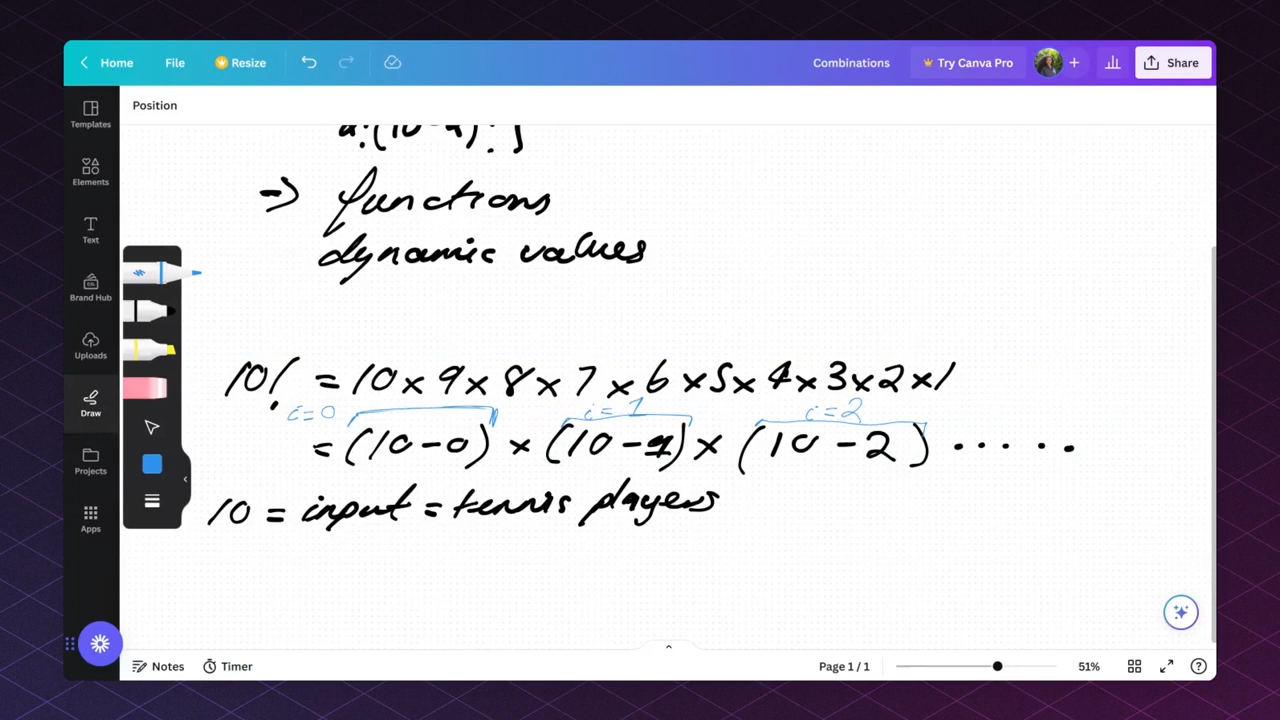 Home File Resize Combinations Try Canva Pro + Share
Position
Templates
Elements
Text
Brand Hub
Uploads
Draw
Projects
Apps
→ functions
dynamic values
10! = 10 × 9 × 8 × 7 × 6 × 5 × 4 × 3 × 2 × 1
i=0 i=1 i=2
= (10-0) × (10-1) × (10-2) .....
10 = input = tennis players
Notes Timer Page 1 / 1 51%